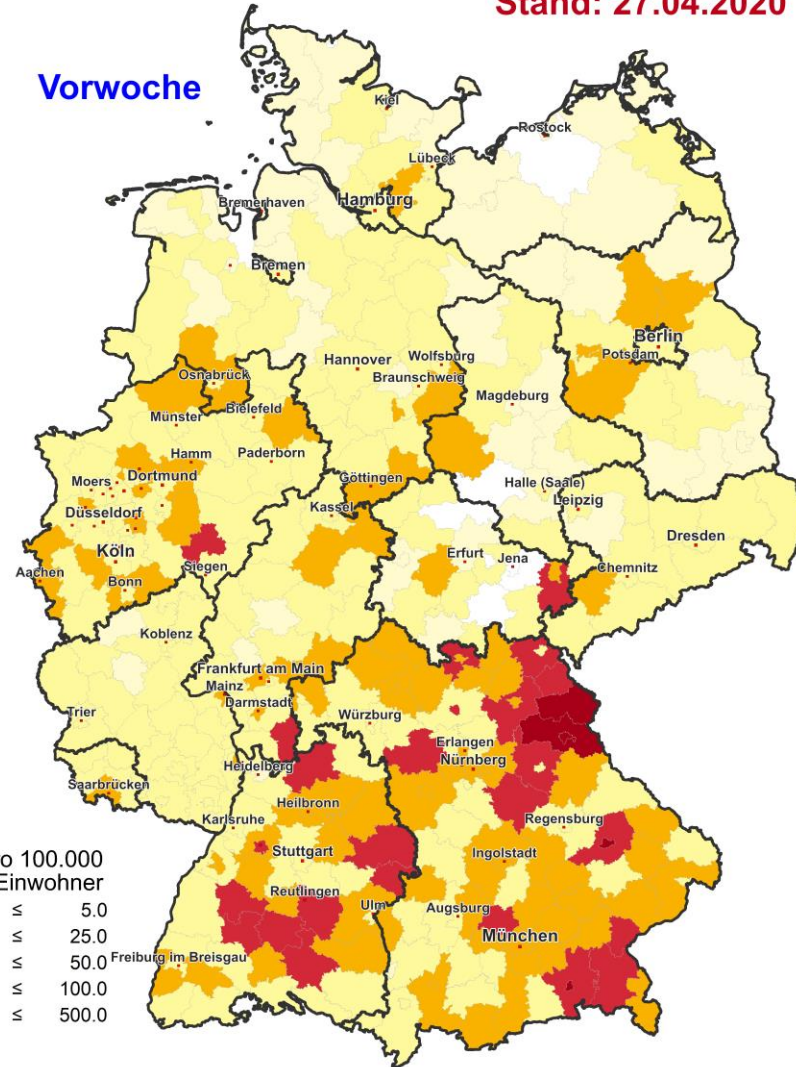 Stand: 27.04.2020
Vorwoche
Kiel
Rostock
Lübeck
Hamburg
Bremerhaven
Bremen
Berlin
Potsdam
Hannover
Wolfsburg
Braunschweig
Osnabrück
Magdeburg
Bielefeld
Münster
Paderborn
Hamm
Moers
Dortmund
Göttingen
Halle (Saale)
Leipzig
Düsseldorf
Kassel
Dresden
Köln
Erfurt
Jena
Siegen
Chemnitz
Aachen
Bonn
Koblenz
Frankfurt am Main
Mainz
Darmstadt
Trier
Würzburg
Erlangen
Nürnberg
Heidelberg
Saarbrücken
Heilbronn
Karlsruhe
Regensburg
Stuttgart
Ingolstadt
Reutlingen
Ulm
Augsburg
München
Freiburg im Breisgau
o 100.000
Einwohner
≤ 5.0
≤ 25.0
≤ 50.0
≤ 100.0
≤ 500.0